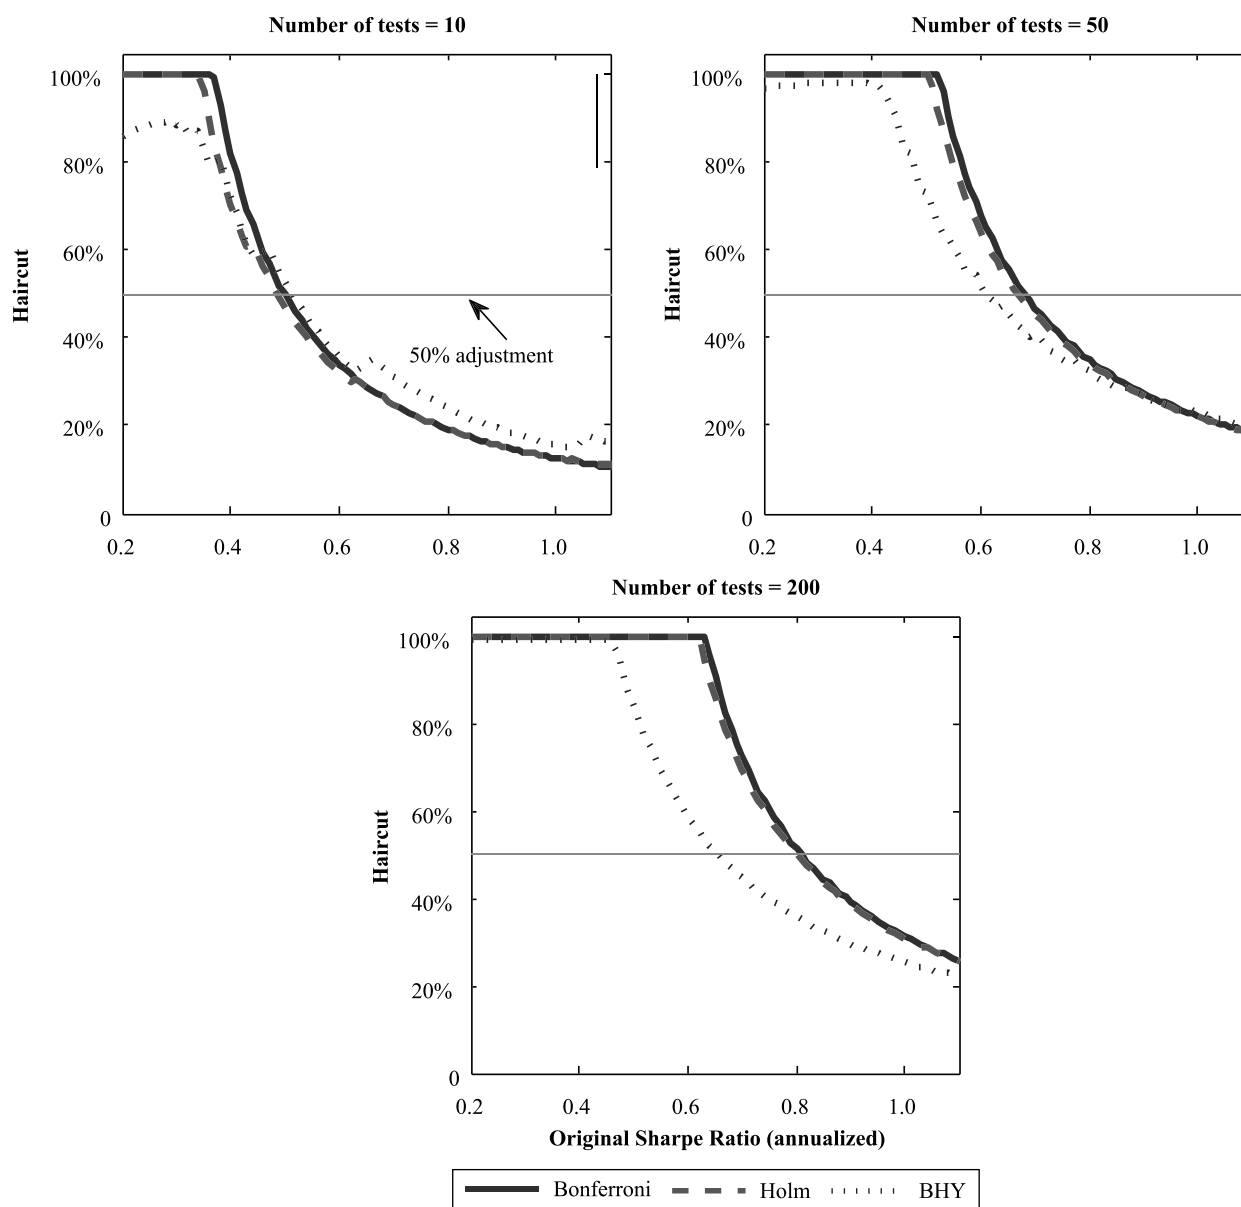 Number of tests = 10
100%
80%
60%
40%
20%
0
Haircut
50% adjustment
0.2 0.4 0.6 0.8 1.0
Number of tests = 50
100%
80%
60%
40%
20%
0
Haircut
0.2 0.4 0.6 0.8 1.0
Number of tests = 200
100%
80%
60%
40%
20%
0
Haircut
0.2 0.4 0.6 0.8 1.0
Original Sharpe Ratio (annualized)
Bonferroni Holm BHY